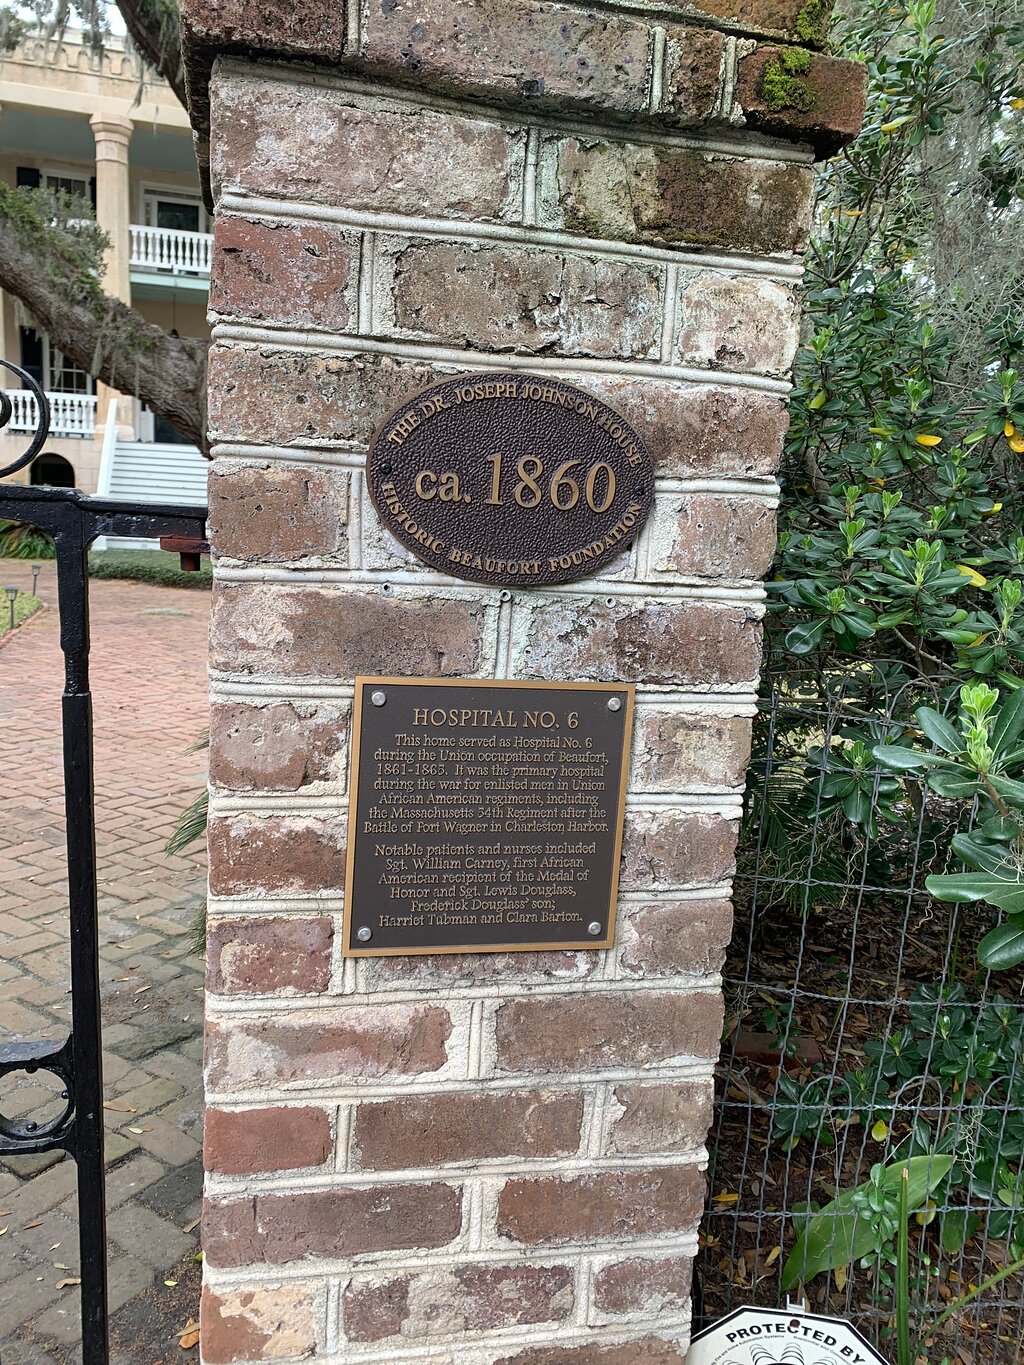 THE DR. JOSEPH JOHNSON HOUSE
ca. 1860
HISTORIC BEAUFORT FOUNDATION
HOSPITAL NO. 6
This home served as Hospital No. 6
during the Union occupation of Beaufort,
1861-1865. It was the primary hospital
during the war for enlisted men in Union
African American regiments, including
the Massachusetts 54th Regiment after the
Battle of Fort Wagner in Charleston Harbor.
Notable patients and nurses included
Sgt. William Carney, first African
American recipient of the Medal of
Honor and Sgt. Lewis Douglass,
Frederick Douglass' son;
Harriet Tubman and Clara Barton.
PROTECTED BY